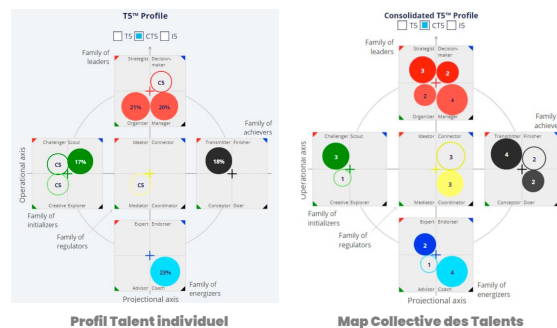 T5™ Profile
T5 CTS IS
Family of leaders
Strategist Decision-maker
CS
21% 20%
Organizer Manager
Family of achievers
Challenger Scout
CS 17%
CS
Creative Explorer
Ideator Connector
CS
Mediator Coordinator
Transmitter Finisher
18%
Conceptor Doer
Operational axis
Family of initializers
Family of regulators
Expert Endorser
23%
Advisor Coach
Family of energizers
Projectional axis
Profil Talent individuel
Consolidated T5™ Profile
T5 CTS IS
Family of leaders
Strategist Decision-maker
3 2
2 4
Organizer Manager
Family of achievers
Challenger Scout
3
1
Creative Explorer
Ideator Connector
3
3
Mediator Coordinator
Transmitter Finisher
4 2
2
Conceptor Doer
Operational axis
Family of initializers
Family of regulators
Expert Endorser
2
1 4
Advisor Coach
Family of energizers
Projectional axis
Map Collective des Talents